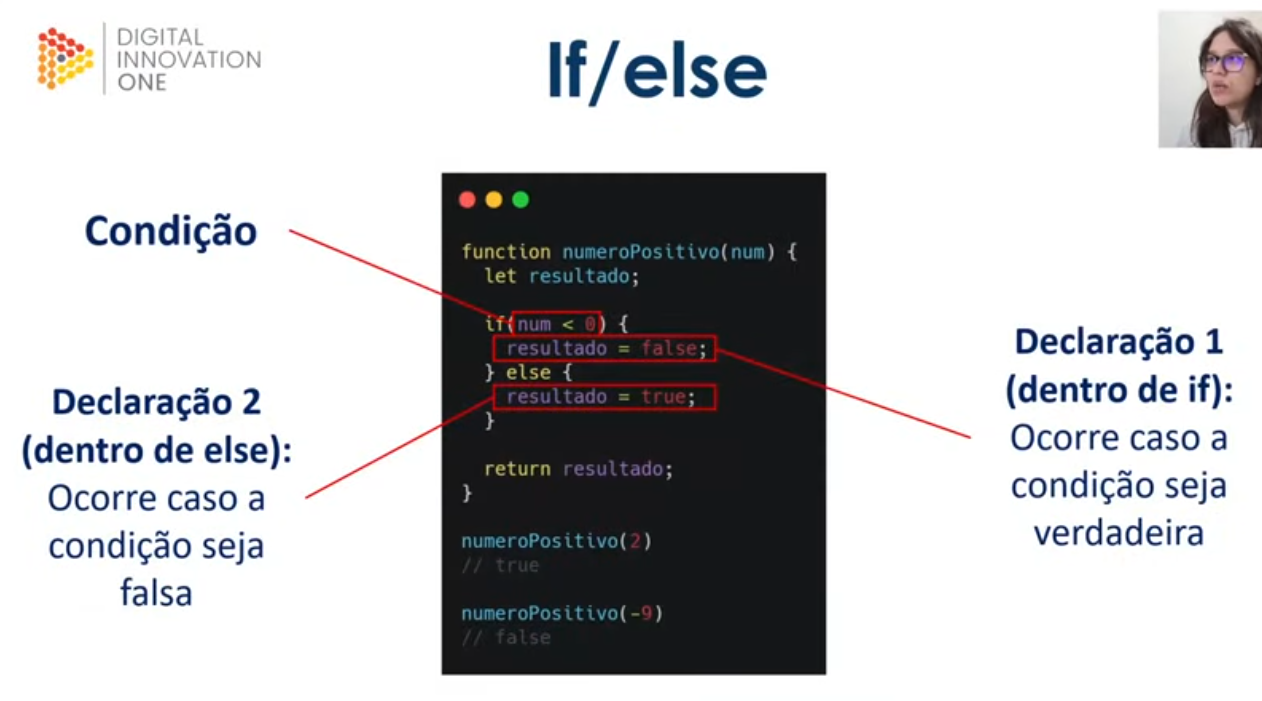 DIGITAL
INNOVATION
ONE
If/else
Condição
function numeroPositivo(num) {
let resultado;
if(num < 0) {
resultado = false;
} else {
resultado = true;
}
return resultado;
}
numeroPositivo(2)
// true
numeroPositivo(-9)
// false
Declaração 2
(dentro de else):
Ocorre caso a
condição seja
falsa
Declaração 1
(dentro de if):
Ocorre caso a
condição seja
verdadeira